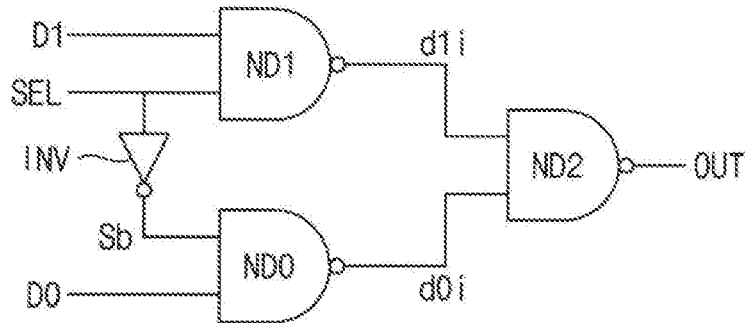 D1
ND1
d1i
SEL
INV
ND2
OUT
Sb
ND0
D0
d0i